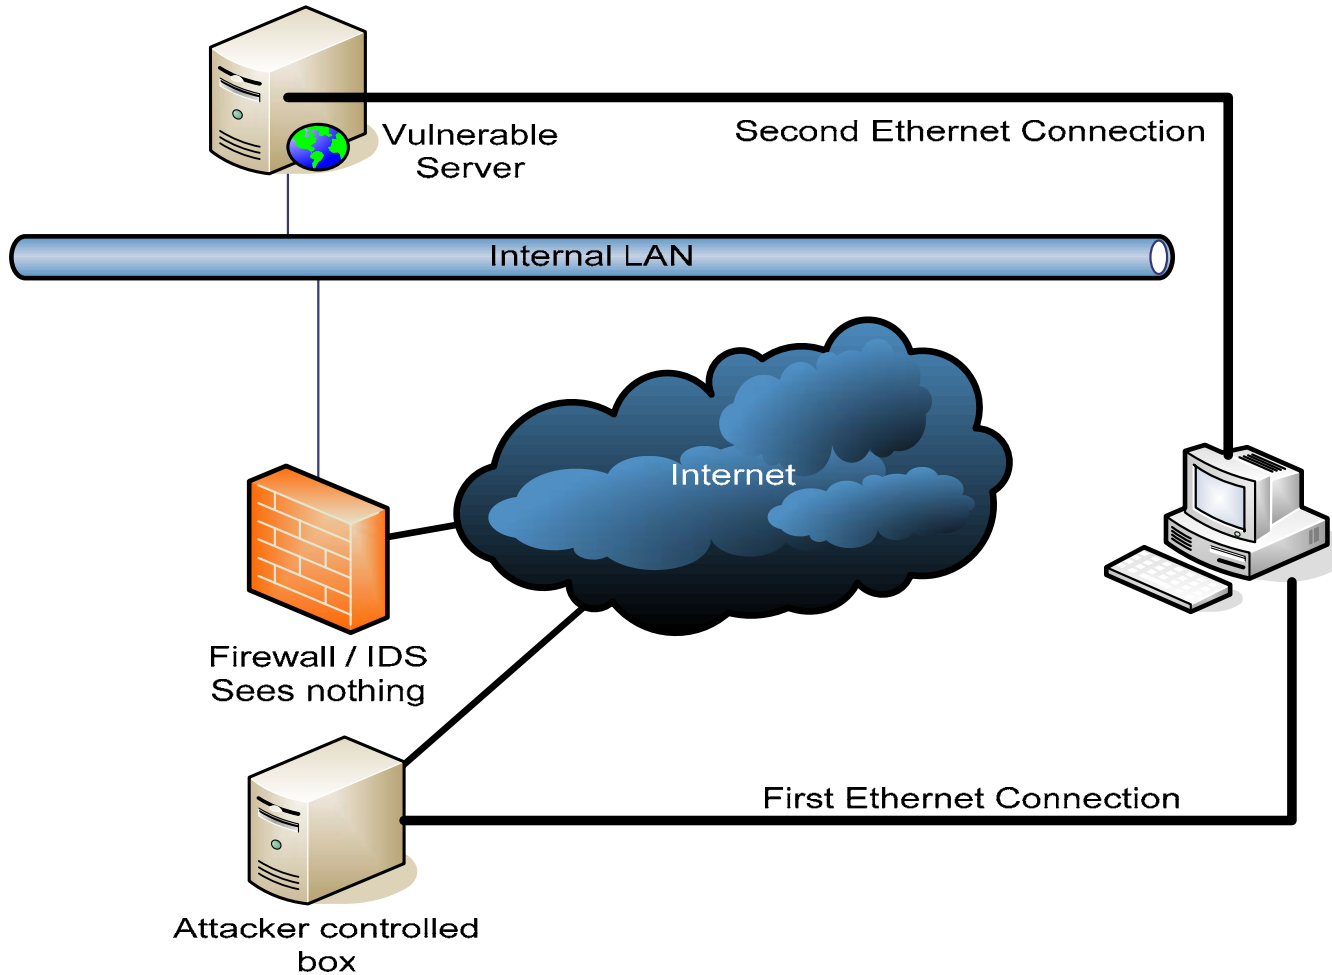 Vulnerable
Server
Second Ethernet Connection
Internal LAN
Internet
Firewall / IDS
Sees nothing
First Ethernet Connection
Attacker controlled
box